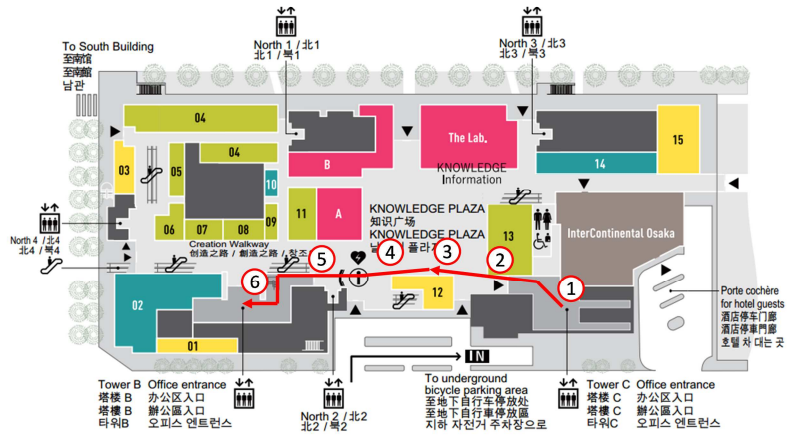 North 1 /北1
北1 /북1
North 3 /北3
北3 /북3
To South Building
至南馆
至南館
남관
04
03
05
04
10
B
The Lab.
KNOWLEDGE
Information
14
15
06
07
08
09
11
A
KNOWLEDGE PLAZA
知识广场
KNOWLEDGE PLAZA
플라자
13
InterContinental Osaka
North 4 /北4
北4 /북4
Creation Walkway
创造之路 / 創造之路 / 창조
6
5
4
3
2
1
02
01
12
Porte cochère
for hotel guests
酒店停车门廊
酒店停車門廊
호텔 차 대는 곳
IN
Tower B
塔楼 B
塔樓 B
타워B
Office entrance
办公区入口
辦公區入口
오피스 엔트런스
North 2 /北2
北2 /북2
To underground
bicycle parking area
至地下自行车停放处
至地下自行車停放區
지하 자전거 주차장으로
Tower C
塔楼 C
塔樓 C
타워C
Office entrance
办公区入口
辦公區入口
오피스 엔트런스